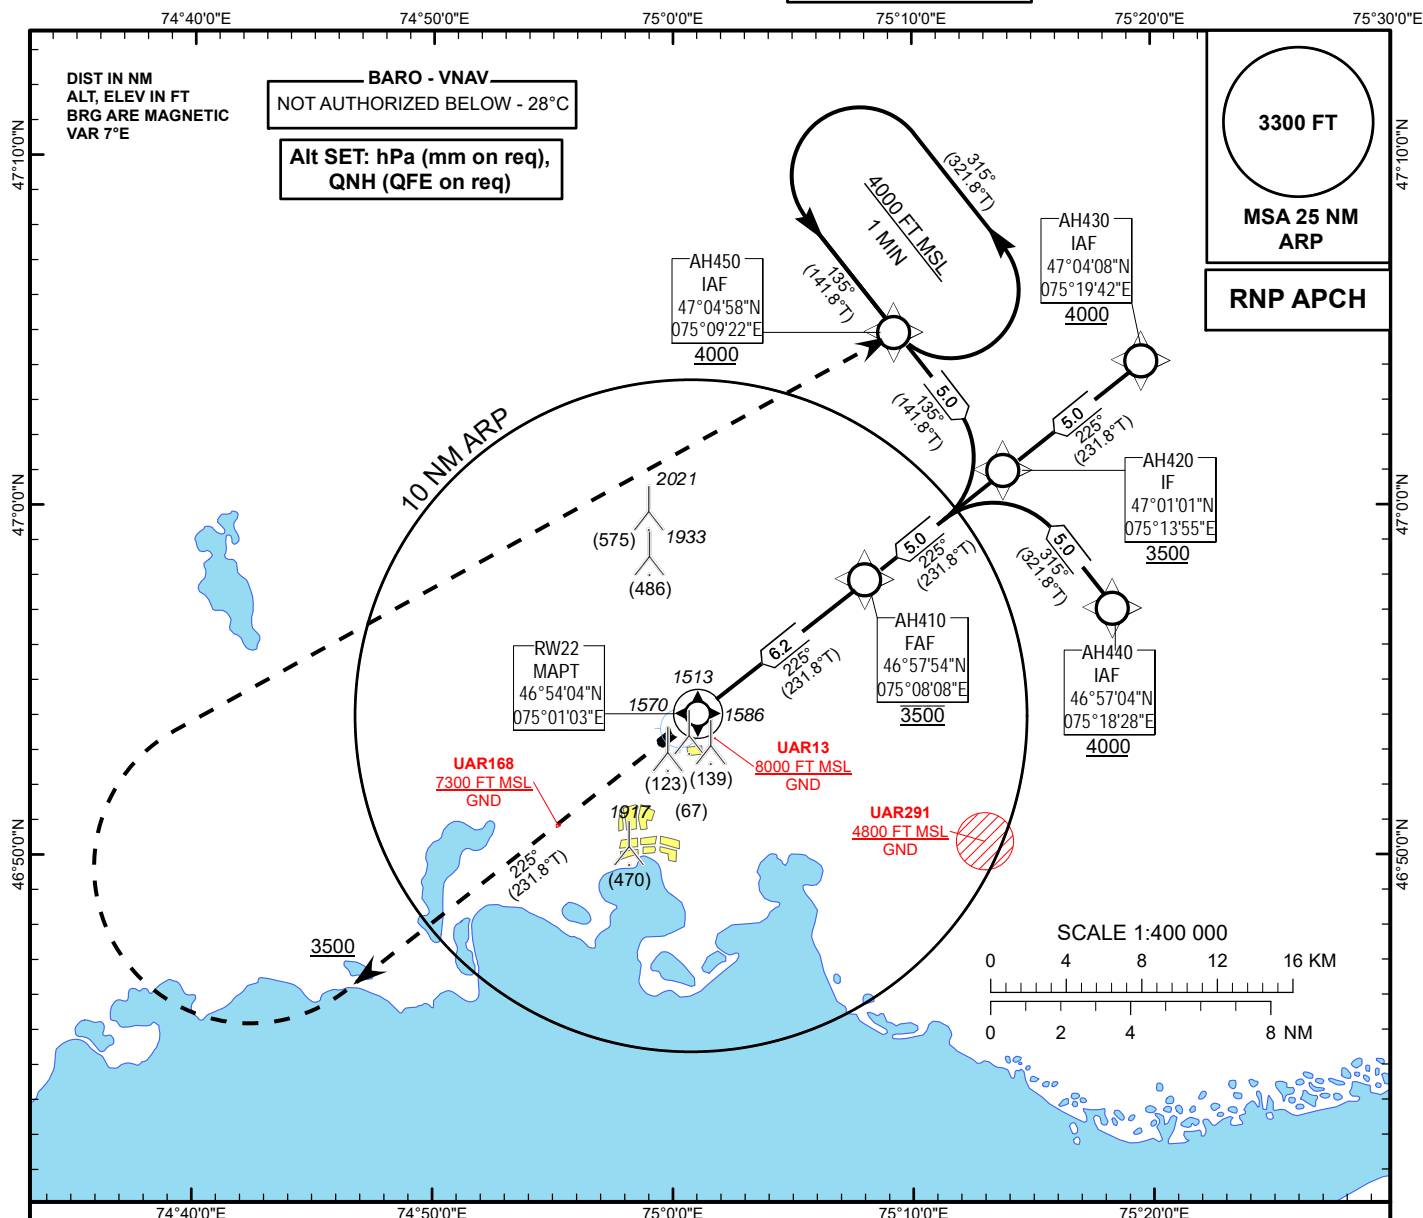 74°40'0"E 74°50'0"E 75°0'0"E 75°10'0"E 75°20'0"E 75°30'0"E
DIST IN NM
ALT, ELEV IN FT
BRG ARE MAGNETIC
VAR 7°E
BARO - VNAV
NOT AUTHORIZED BELOW - 28°C
Alt SET: hPa (mm on req),
QNH (QFE on req)
3300 FT
MSA 25 NM
ARP
RNP APCH
47°10'0"N
47°10'0"N
315°
(321.8°T)
4000 FT MSL
1 MIN
135°
(141.8°T)
AH450
IAF
47°04'58"N
075°09'22"E
4000
AH430
IAF
47°04'08"N
075°19'42"E
4000
5.0
135°
(141.8°T)
5.0
225°
(231.8°T)
10 NM ARP
AH420
IF
47°01'01"N
075°13'55"E
3500
47°0'0"N
47°0'0"N
2021
(575)
1933
(486)
5.0
225°
(231.8°T)
5.0
315°
(321.8°T)
AH410
FAF
46°57'54"N
075°08'08"E
3500
AH440
IAF
46°57'04"N
075°18'28"E
4000
6.2
225°
(231.8°T)
RW22
MAPT
46°54'04"N
075°01'03"E
1513
1570
1586
(123)
(139)
(67)
UAR168
7300 FT MSL
GND
UAR13
8000 FT MSL
GND
UAR291
4800 FT MSL
GND
1917
(470)
46°50'0"N
46°50'0"N
225°
(231.8°T)
3500
SCALE 1:400 000
0 4 8 12 16 KM
0 2 4 8 NM
74°40'0"E 74°50'0"E 75°0'0"E 75°10'0"E 75°20'0"E